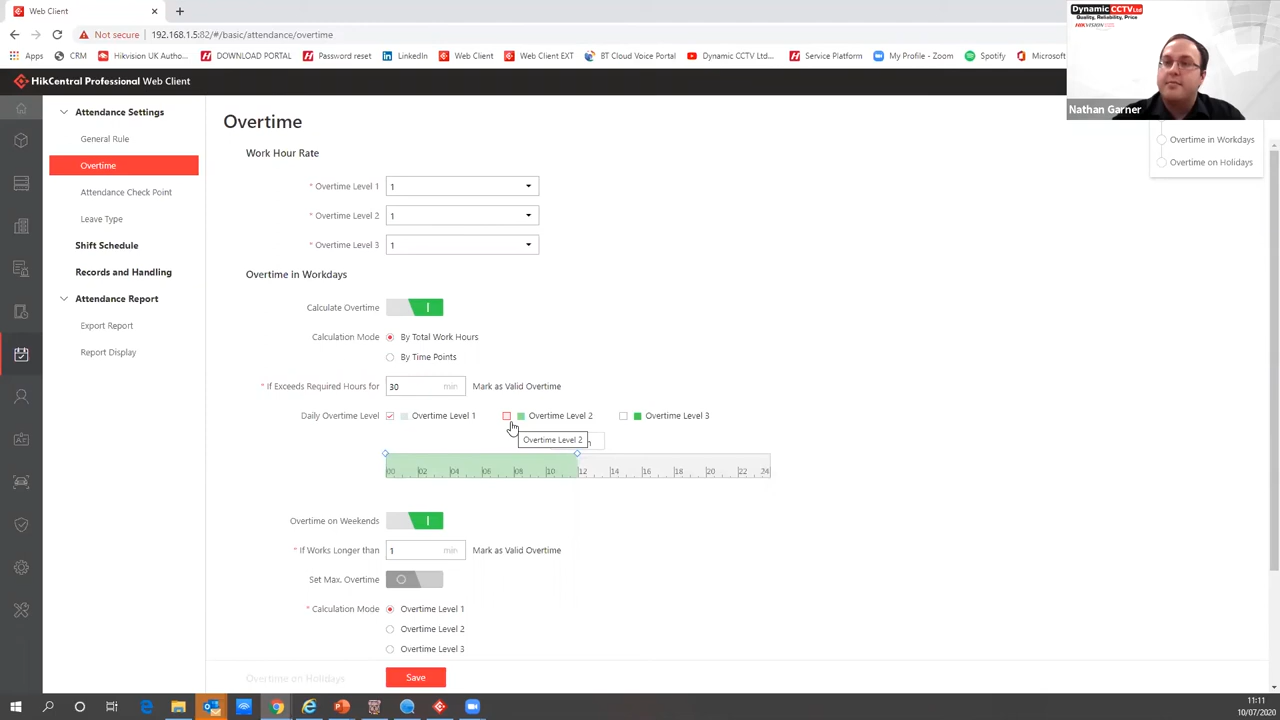 Web Client
Not secure | 192.168.1.5:82/#/basic/attendance/overtime
Apps CRM Hikvision UK Autho... DOWNLOAD PORTAL Password reset LinkedIn Web Client Web Client EXT BT Cloud Voice Portal Dynamic CCTV Ltd... Service Platform My Profile - Zoom Spotify Microsoft
Dynamic CCTV Ltd
Quality, Reliability, Price
HIKVISION
Nathan Garner
HikCentral Professional Web Client
Attendance Settings
General Rule
Overtime
Attendance Check Point
Leave Type
Shift Schedule
Records and Handling
Attendance Report
Export Report
Report Display
Overtime
Work Hour Rate
* Overtime Level 1 1
* Overtime Level 2 1
* Overtime Level 3 1
Overtime in Workdays
Calculate Overtime
Calculation Mode By Total Work Hours
By Time Points
* If Exceeds Required Hours for 30 min Mark as Valid Overtime
Daily Overtime Level Overtime Level 1 Overtime Level 2 Overtime Level 3
Overtime Level 2
00 02 04 06 08 10 12 14 16 18 20 22 24
Overtime on Weekends
* If Works Longer than 1 min Mark as Valid Overtime
Set Max. Overtime
* Calculation Mode Overtime Level 1
Overtime Level 2
Overtime Level 3
Overtime on Holidays Save
Overtime in Workdays
Overtime on Holidays
11:11
10/07/2020